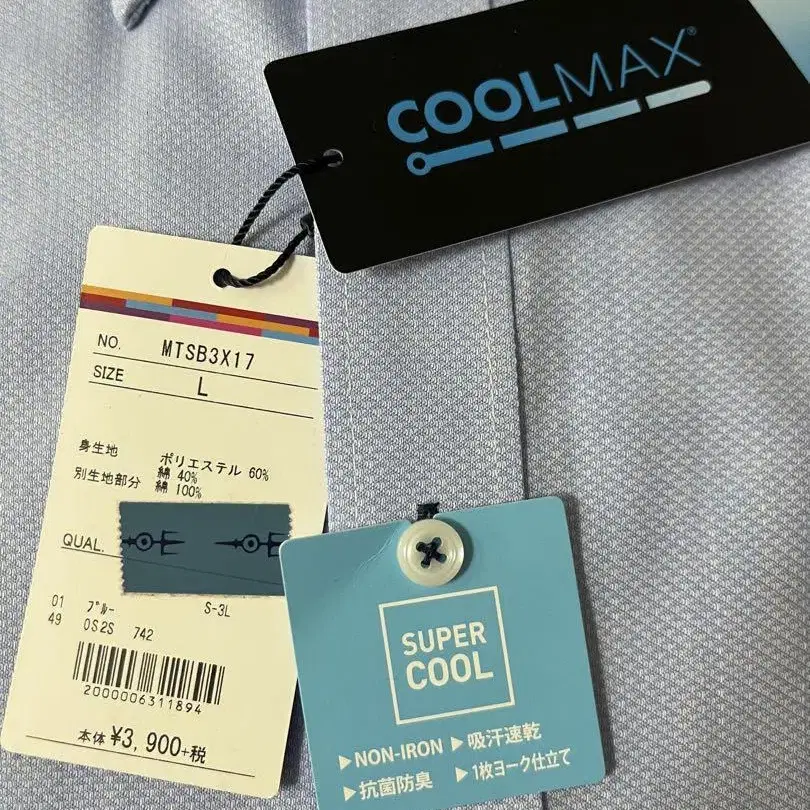 COOLMAX®
NO. MTSB3X17
SIZE L
身生地 ポリエステル 60%
綿 40%
別生地部分 綿 100%
QUAL.
01 ブルー S-3L
49 0S2S 742
2000006311894
本体 ¥3,900+税
SUPER
COOL
▶NON-IRON ▶吸汗速乾
▶抗菌防臭 ▶1枚ヨーク仕立て